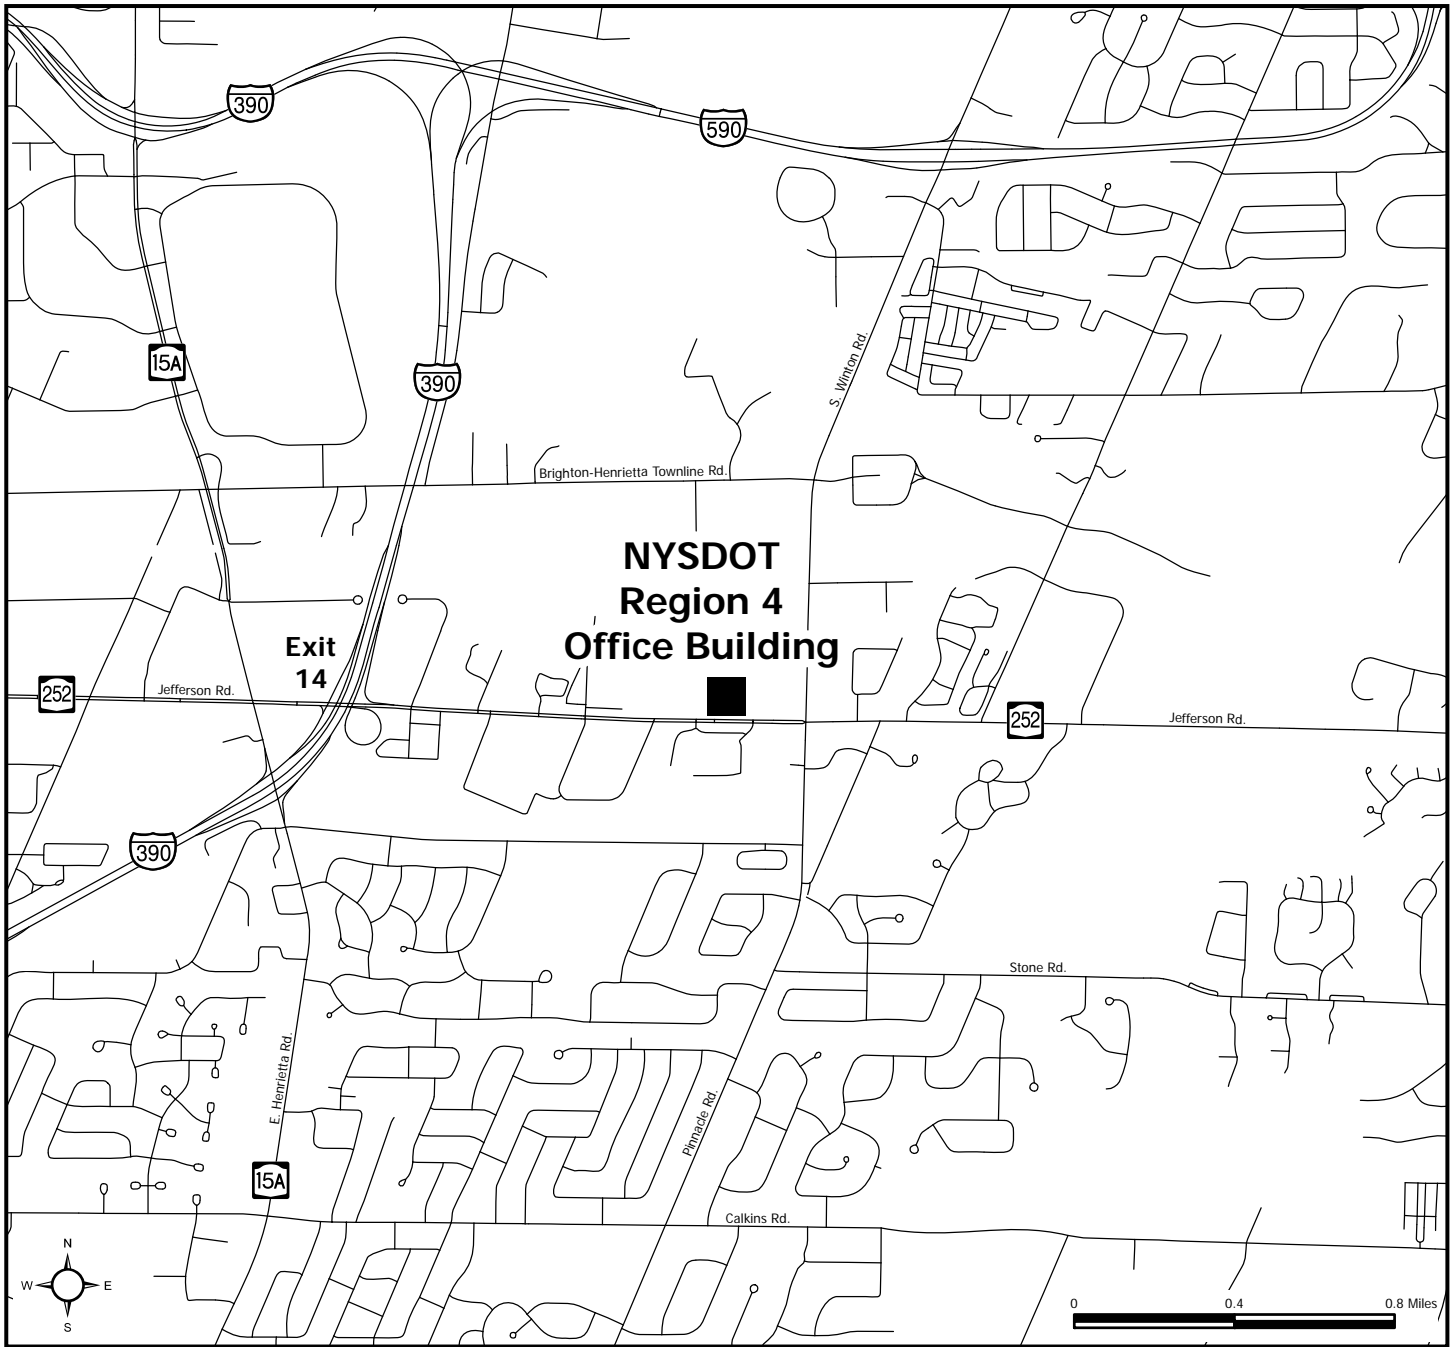 390
590
15A
390
S. Winton Rd.
Brighton-Henrietta Townline Rd.
NYSDOT
Region 4
Office Building
Exit
14
252
Jefferson Rd.
252
Jefferson Rd.
390
Stone Rd.
E. Henrietta Rd.
Pinnacle Rd.
15A
Calkins Rd.
N
W
E
S
0
0.4
0.8 Miles